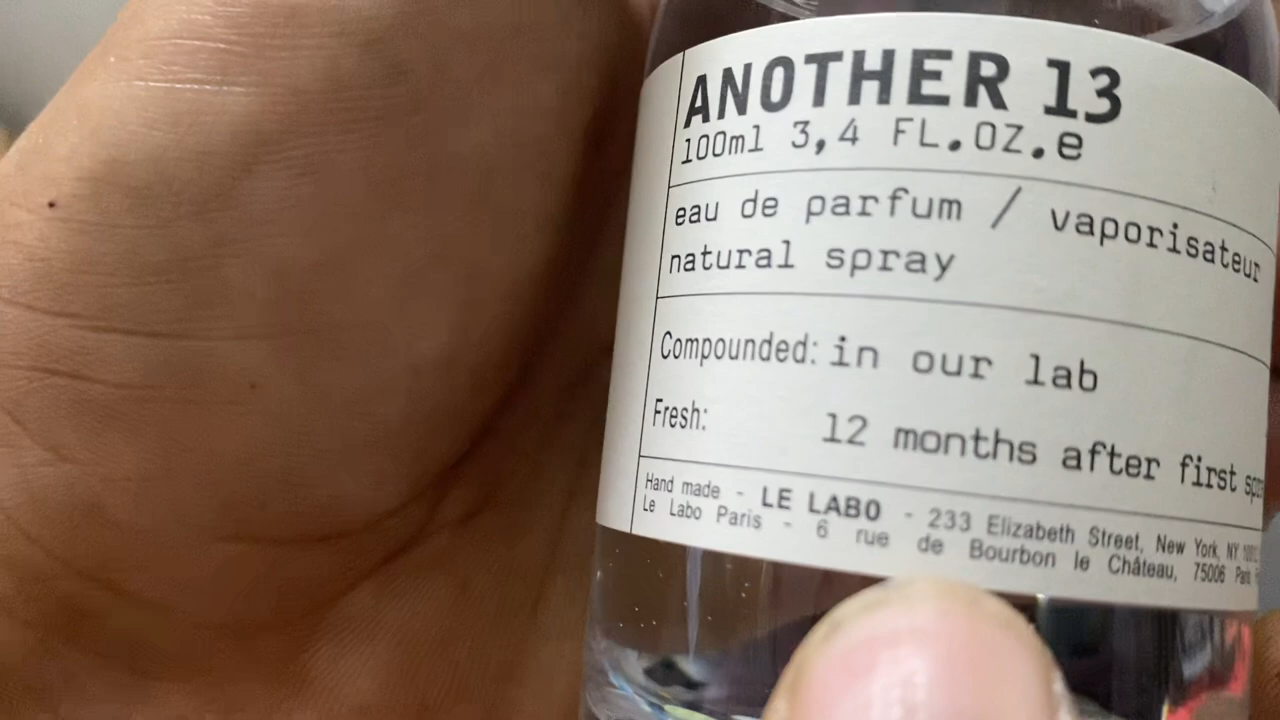 ANOTHER 13
100ml 3,4 FL.OZ.e
eau de parfum / vaporisateur
natural spray
Compounded: in our lab
Fresh: 12 months after first
Hand made - LE LABO - 233 Elizabeth Street, New York, NY
Le Labo Paris - 6 rue de Bourbon le Château, 75006 Paris